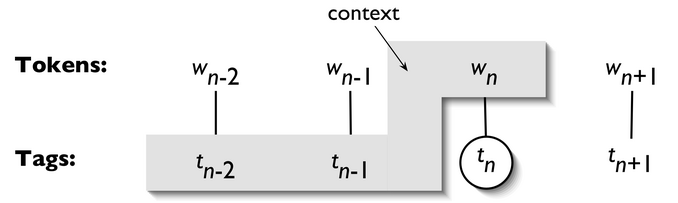 context
Tokens: wn-2 wn-1 wn wn+1
Tags: tn-2 tn-1 tn tn+1